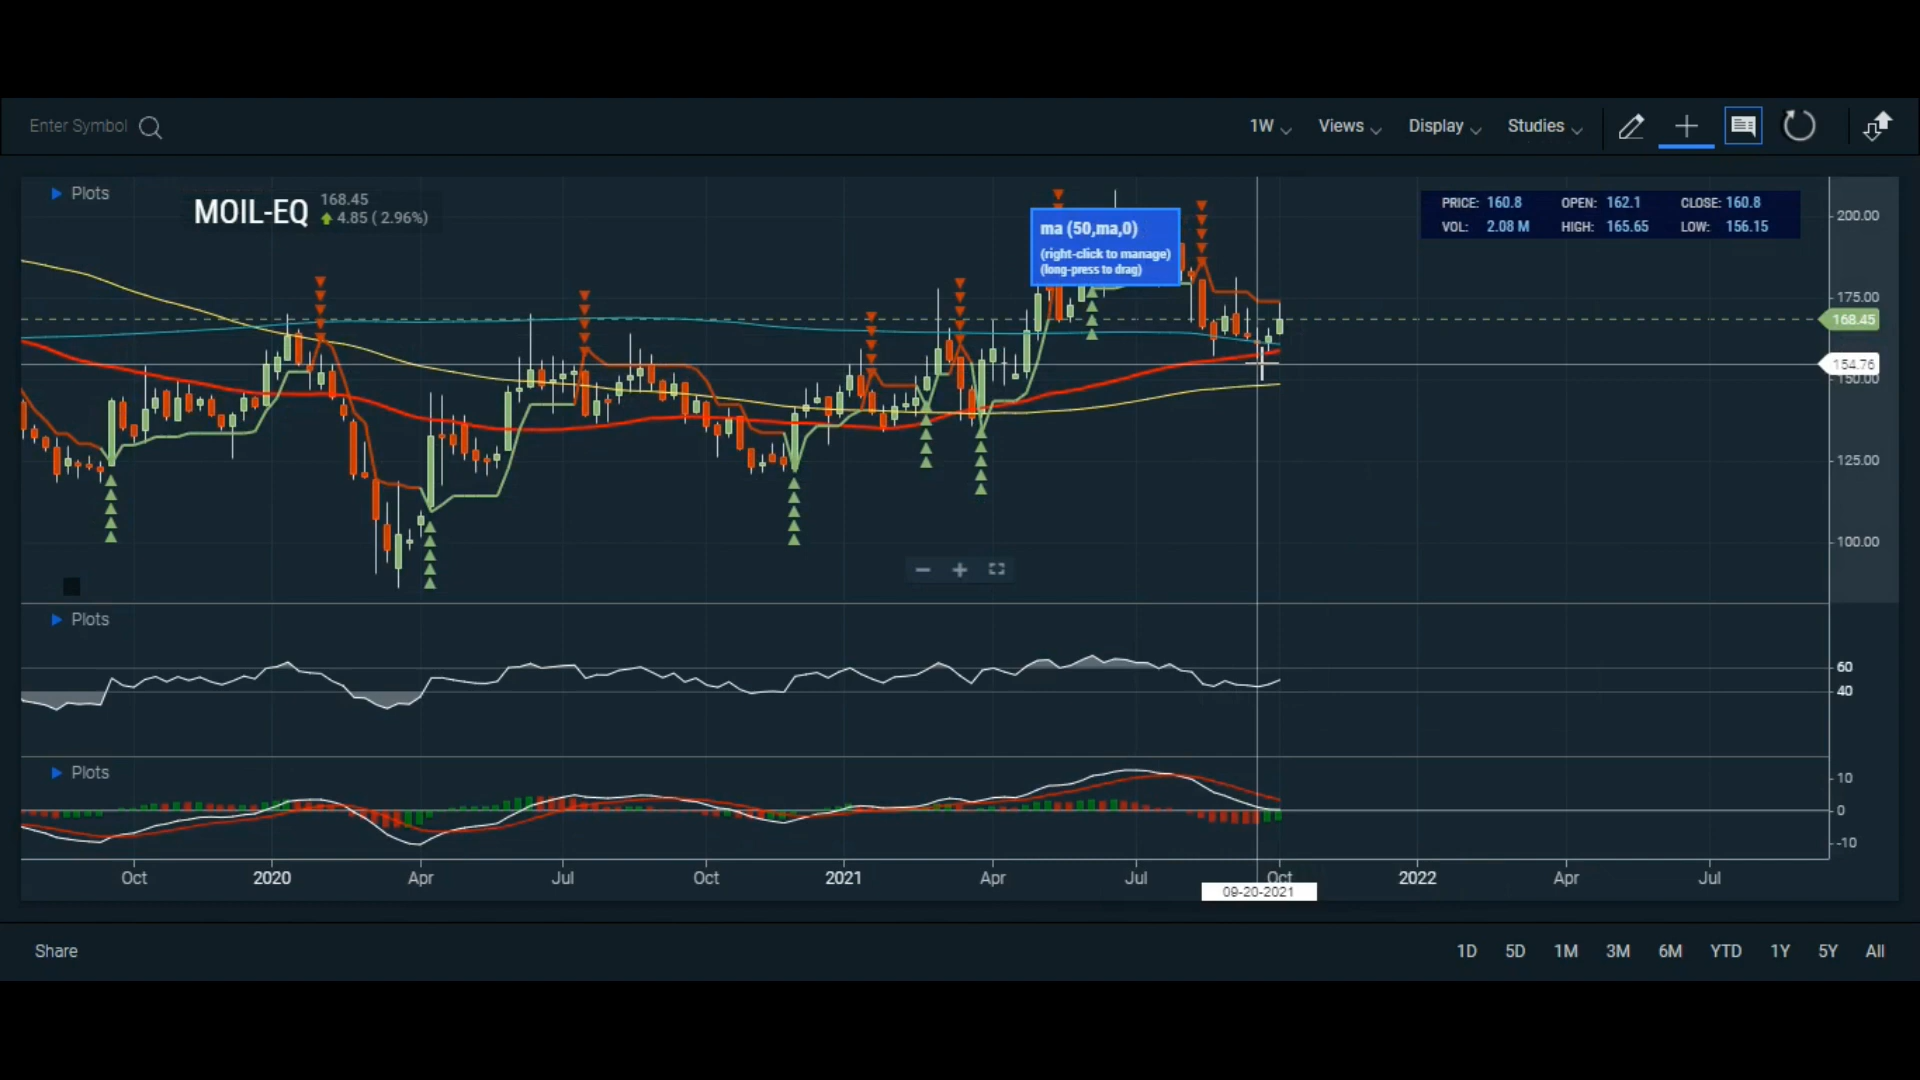 Enter Symbol
1W Views Display Studies
Plots
MOIL-EQ
168.45
4.85 ( 2.96%)
ma (50,ma,0)
(right-click to manage)
(long-press to drag)
PRICE: 160.8 OPEN: 162.1 CLOSE: 160.8
VOL: 2.08 M HIGH: 165.65 LOW: 156.15
200.00
175.00
168.45
154.76
150.00
125.00
100.00
Plots
60
40
Plots
10
0
-10
Oct 2020 Apr Jul Oct 2021 Apr Jul Oct 2022 Apr Jul
09-20-2021
Share
1D 5D 1M 3M 6M YTD 1Y 5Y All